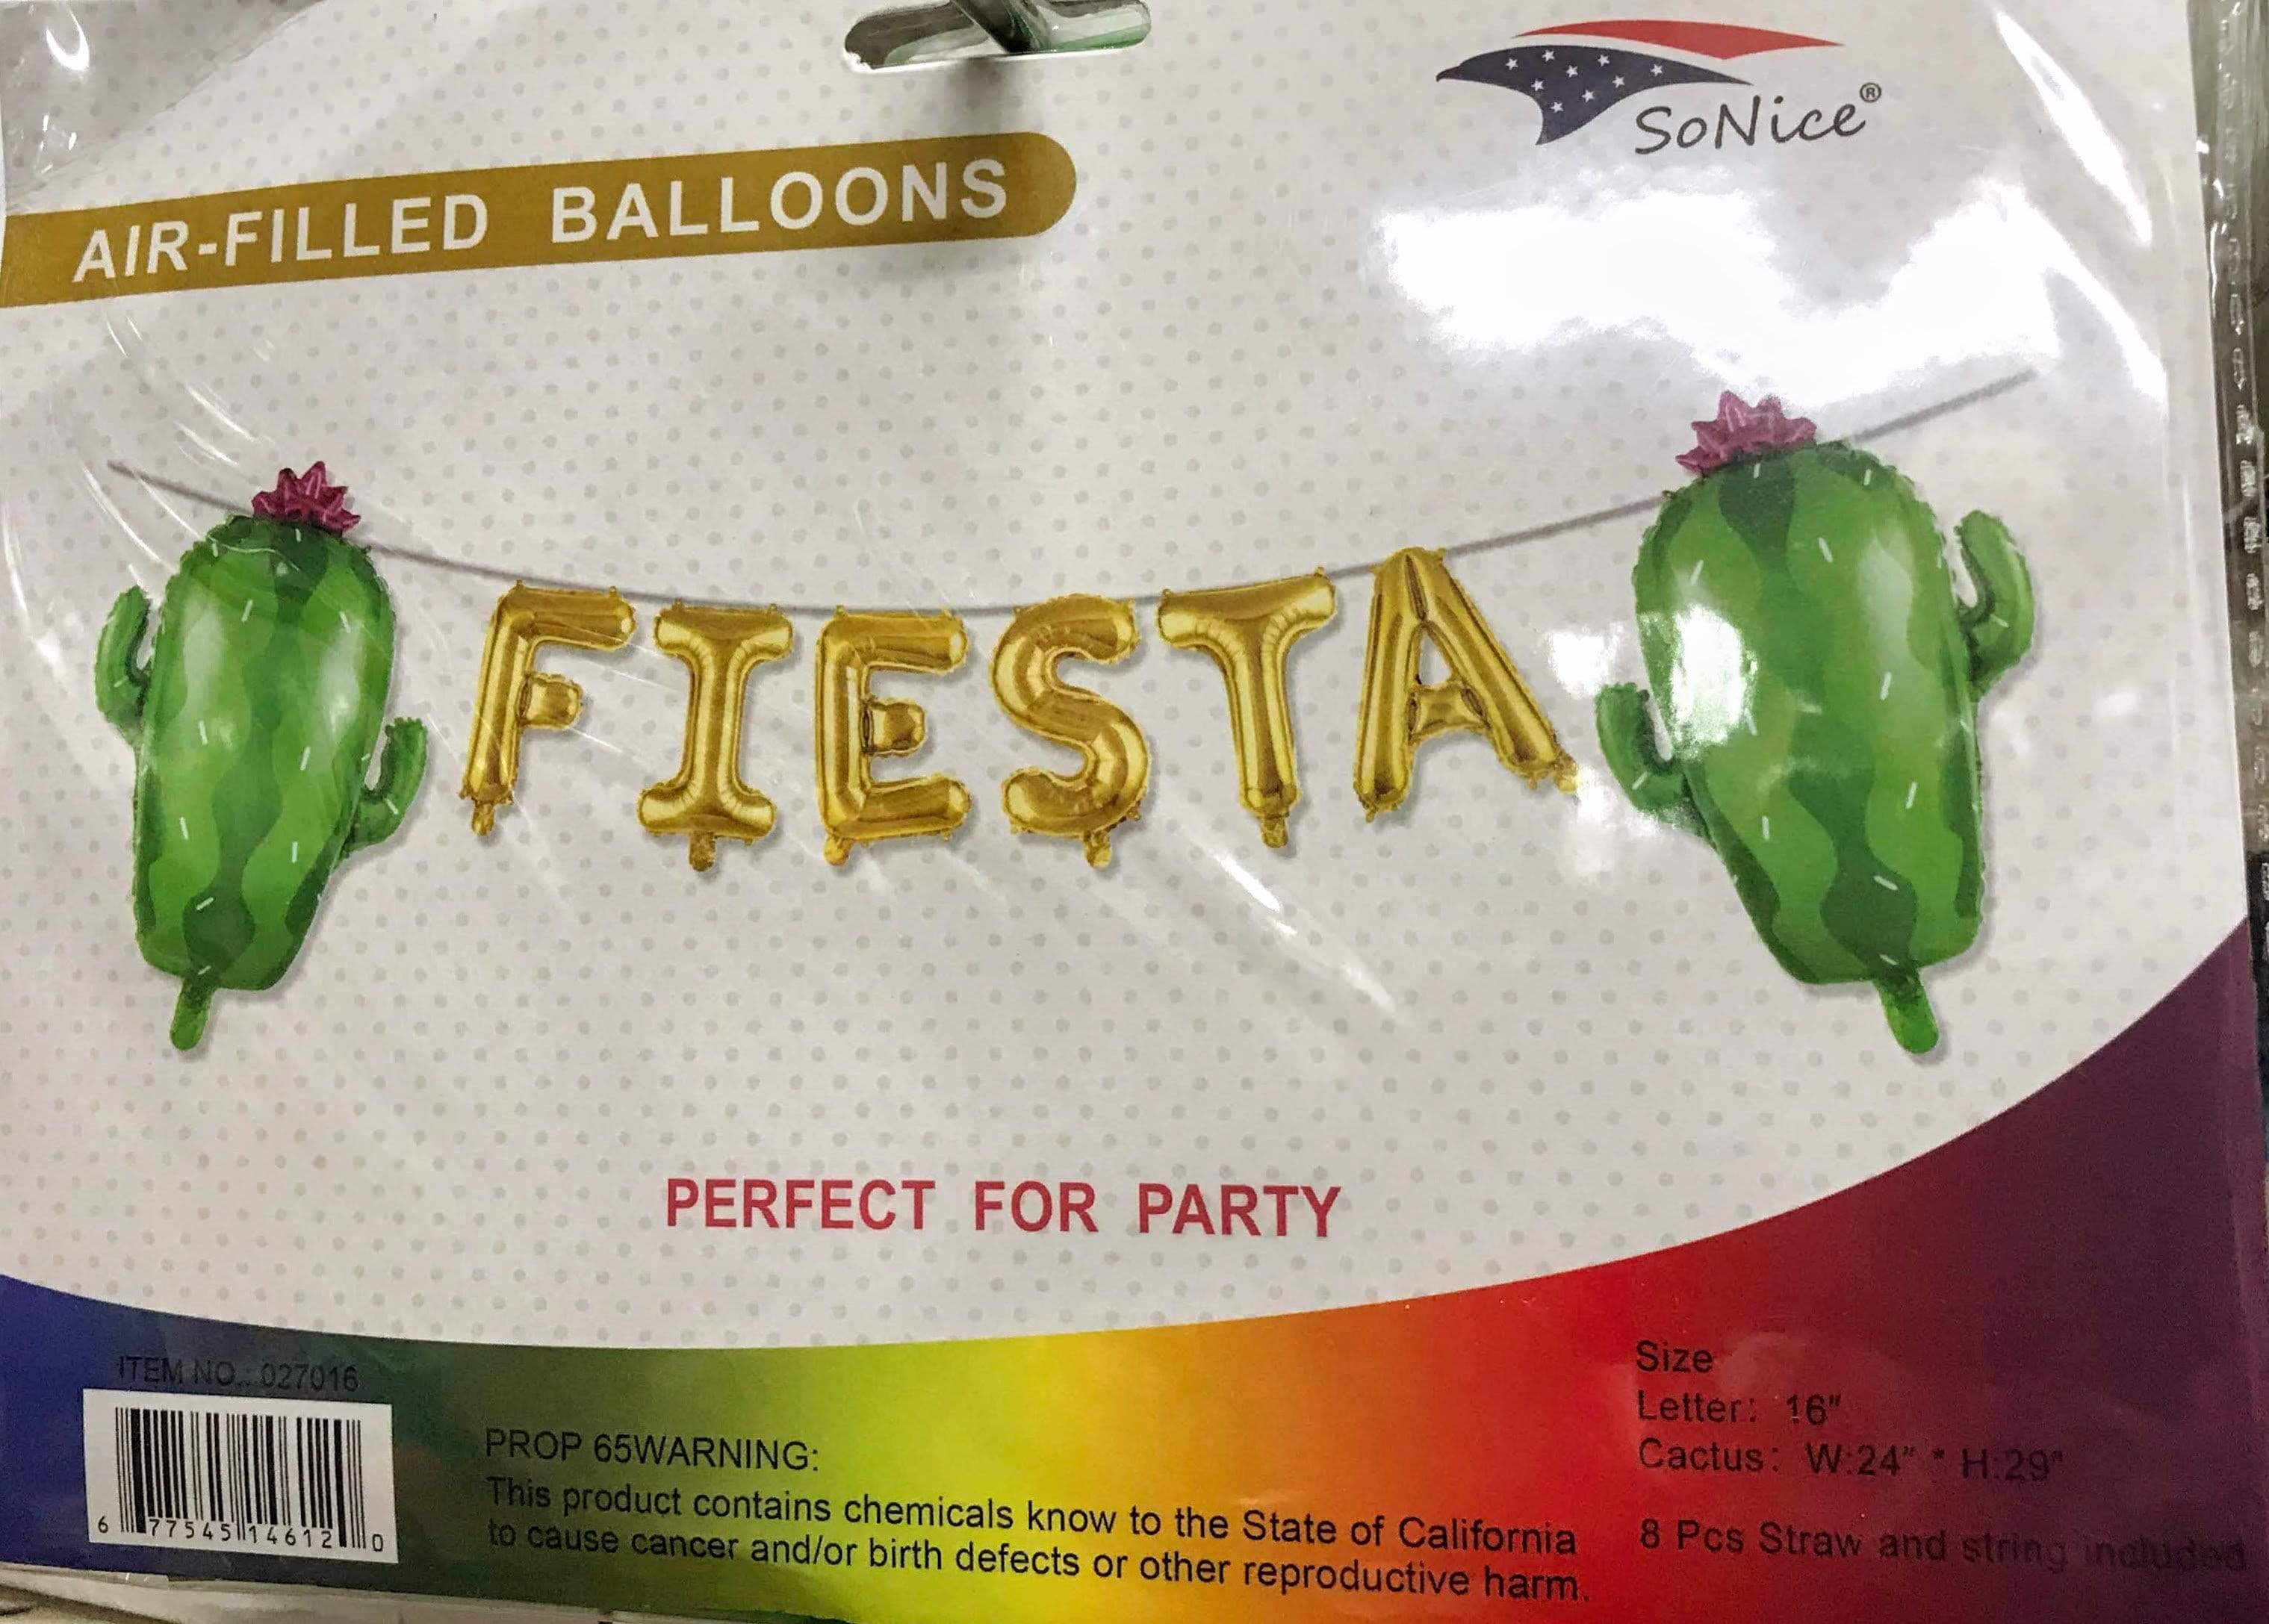 SoNice®
AIR-FILLED BALLOONS
FIESTA
PERFECT FOR PARTY
ITEM NO.:027016
6 77545 14612 0
PROP 65WARNING:
This product contains chemicals know to the State of California
to cause cancer and/or birth defects or other reproductive harm.
Size
Letter: 16"
Cactus: W:24" * H:29"
8 Pcs Straw and string included